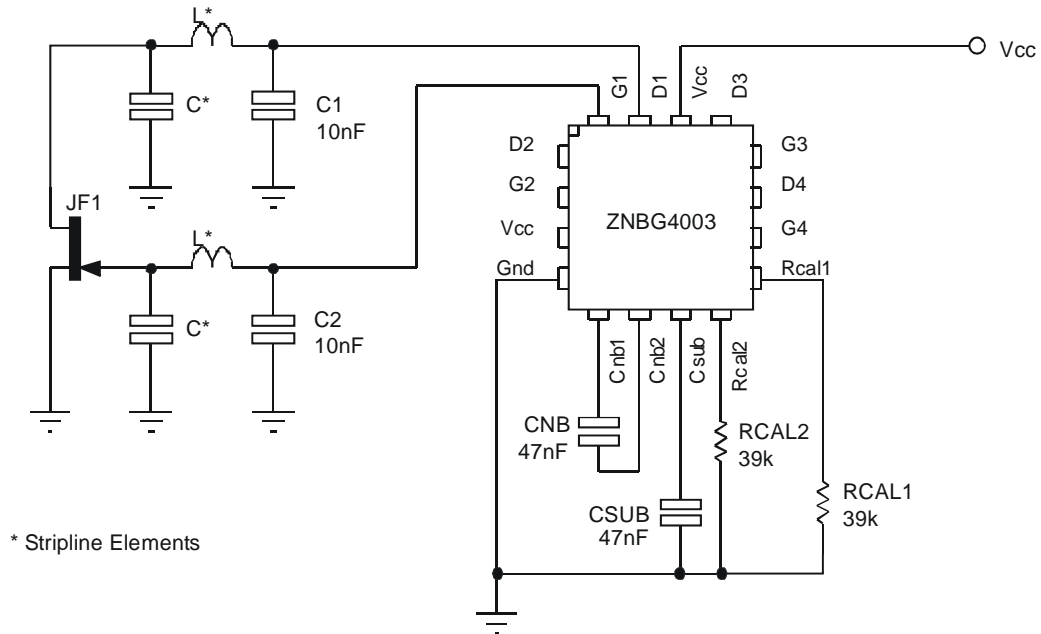 L*
Vcc
G1
D1
Vcc
D3
C*
C1
10nF
D2
G3
G2
D4
JF1
L*
Vcc
ZNBG4003
G4
Gnd
Rcal1
C*
C2
10nF
Cnb1
Cnb2
Csub
Rcal2
CNB
47nF
RCAL2
39k
CSUB
47nF
RCAL1
39k
* Stripline Elements